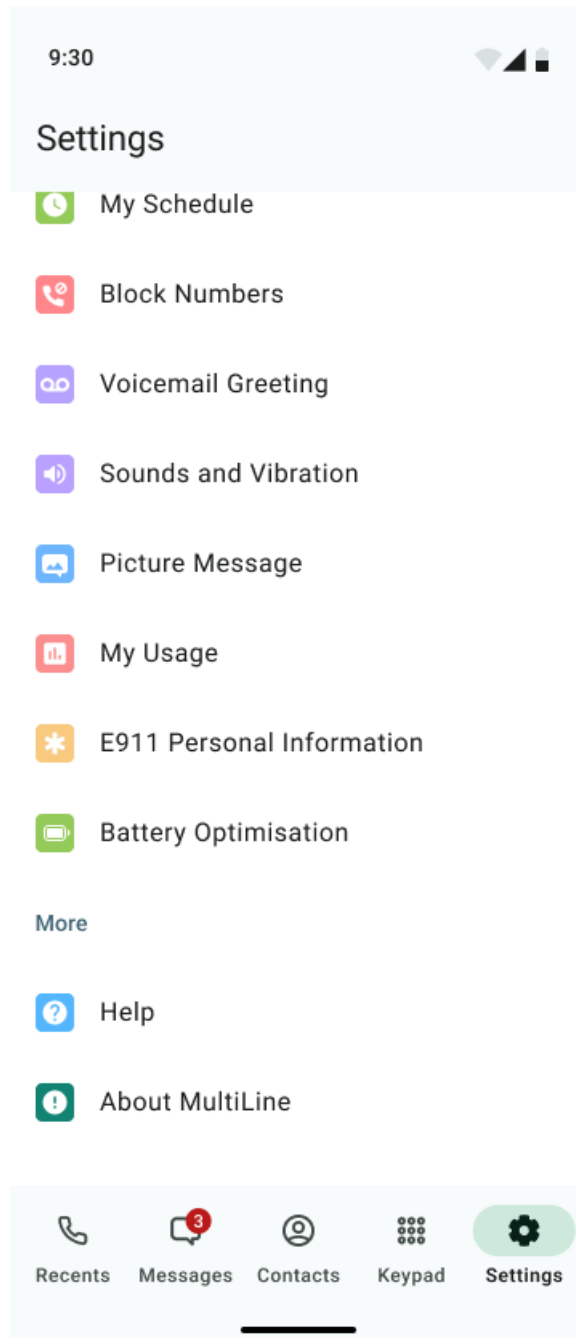 9:30
Settings
My Schedule
Block Numbers
Voicemail Greeting
Sounds and Vibration
Picture Message
My Usage
E911 Personal Information
Battery Optimisation
More
Help
About MultiLine
3
Recents Messages Contacts Keypad Settings